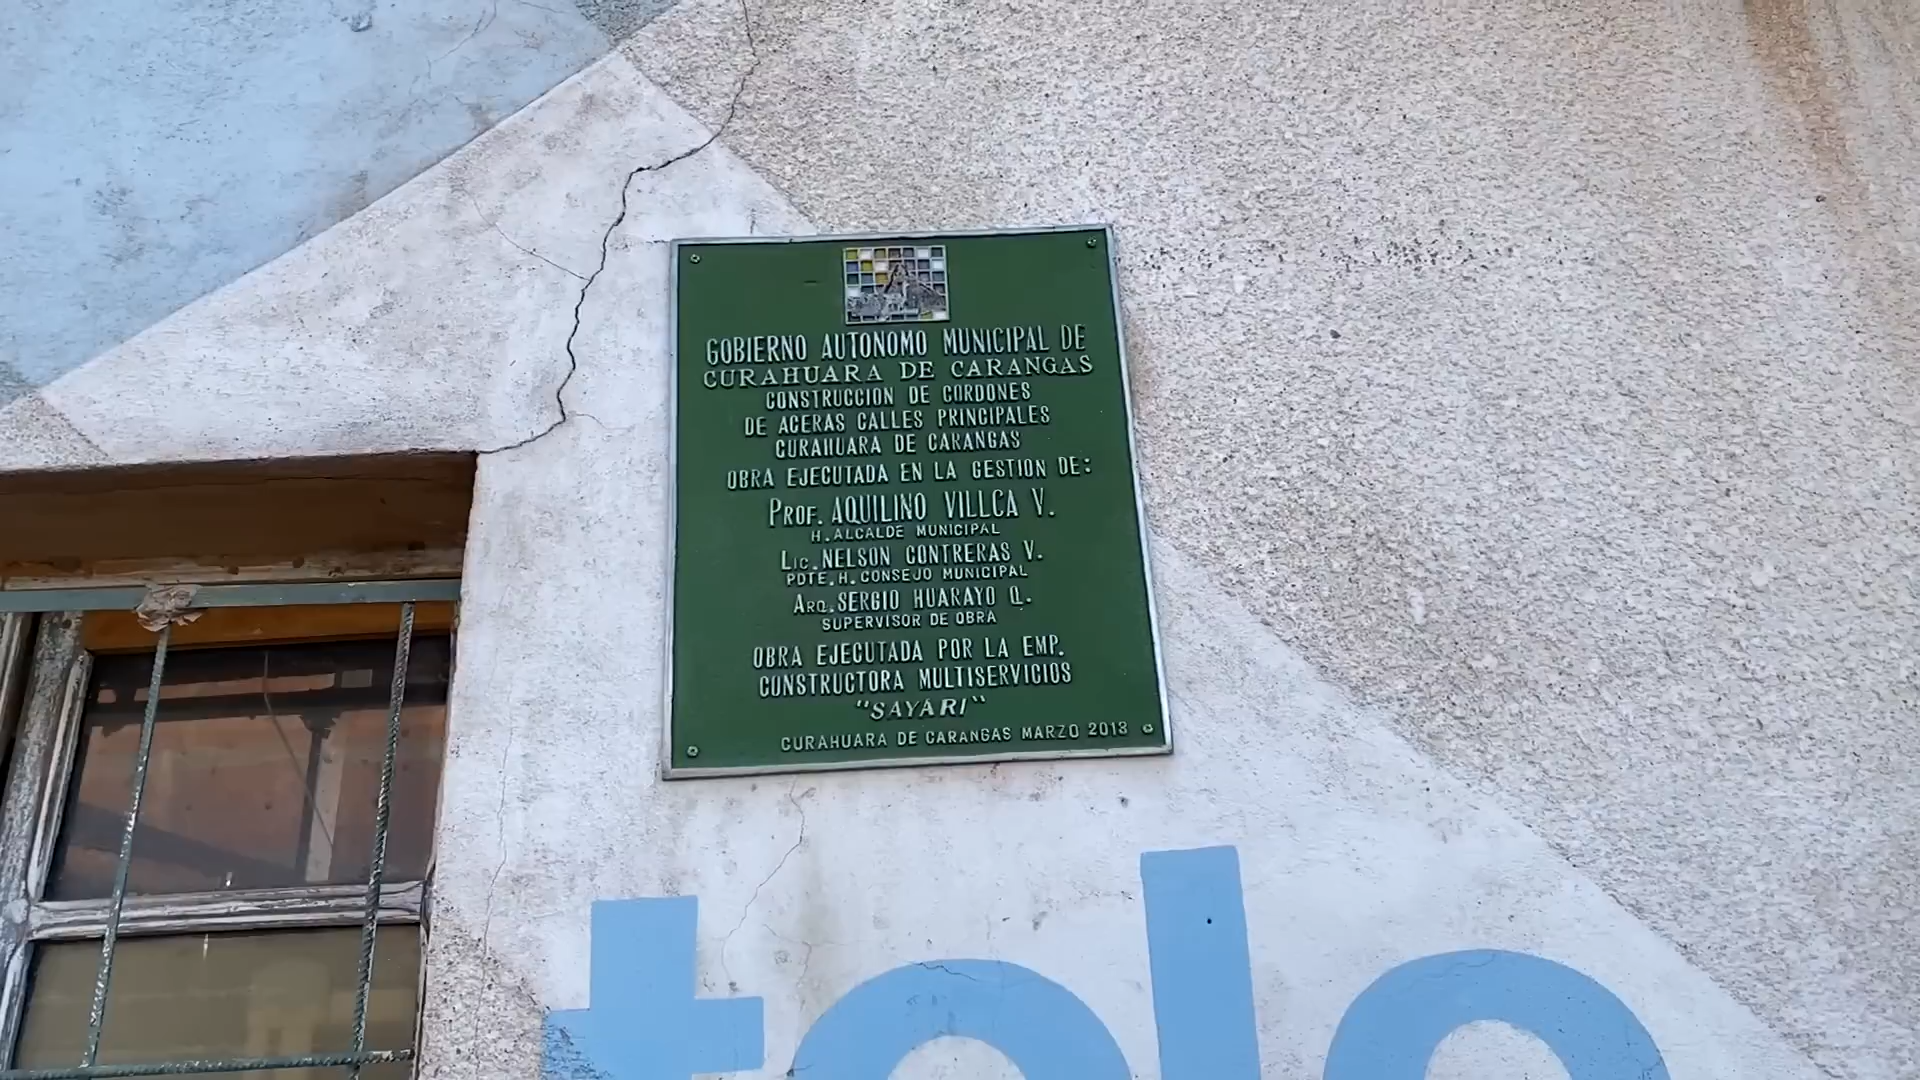 GOBIERNO AUTONOMO MUNICIPAL DE
CURAHUARA DE CARANGAS
CONSTRUCCION DE CORDONES
DE ACERAS CALLES PRINCIPALES
CURAHUARA DE CARANGAS
OBRA EJECUTADA EN LA GESTION DE:
PROF. AQUILINO VILLCA V.
H. ALCALDE MUNICIPAL
LIC. NELSON CONTRERAS V.
PDTE. H. CONSEJO MUNICIPAL
ARQ. SERGIO HUARAYO Q.
SUPERVISOR DE OBRA
OBRA EJECUTADA POR LA EMP.
CONSTRUCTORA MULTISERVICIOS
"SAYARI"
CURAHUARA DE CARANGAS MARZO 2013